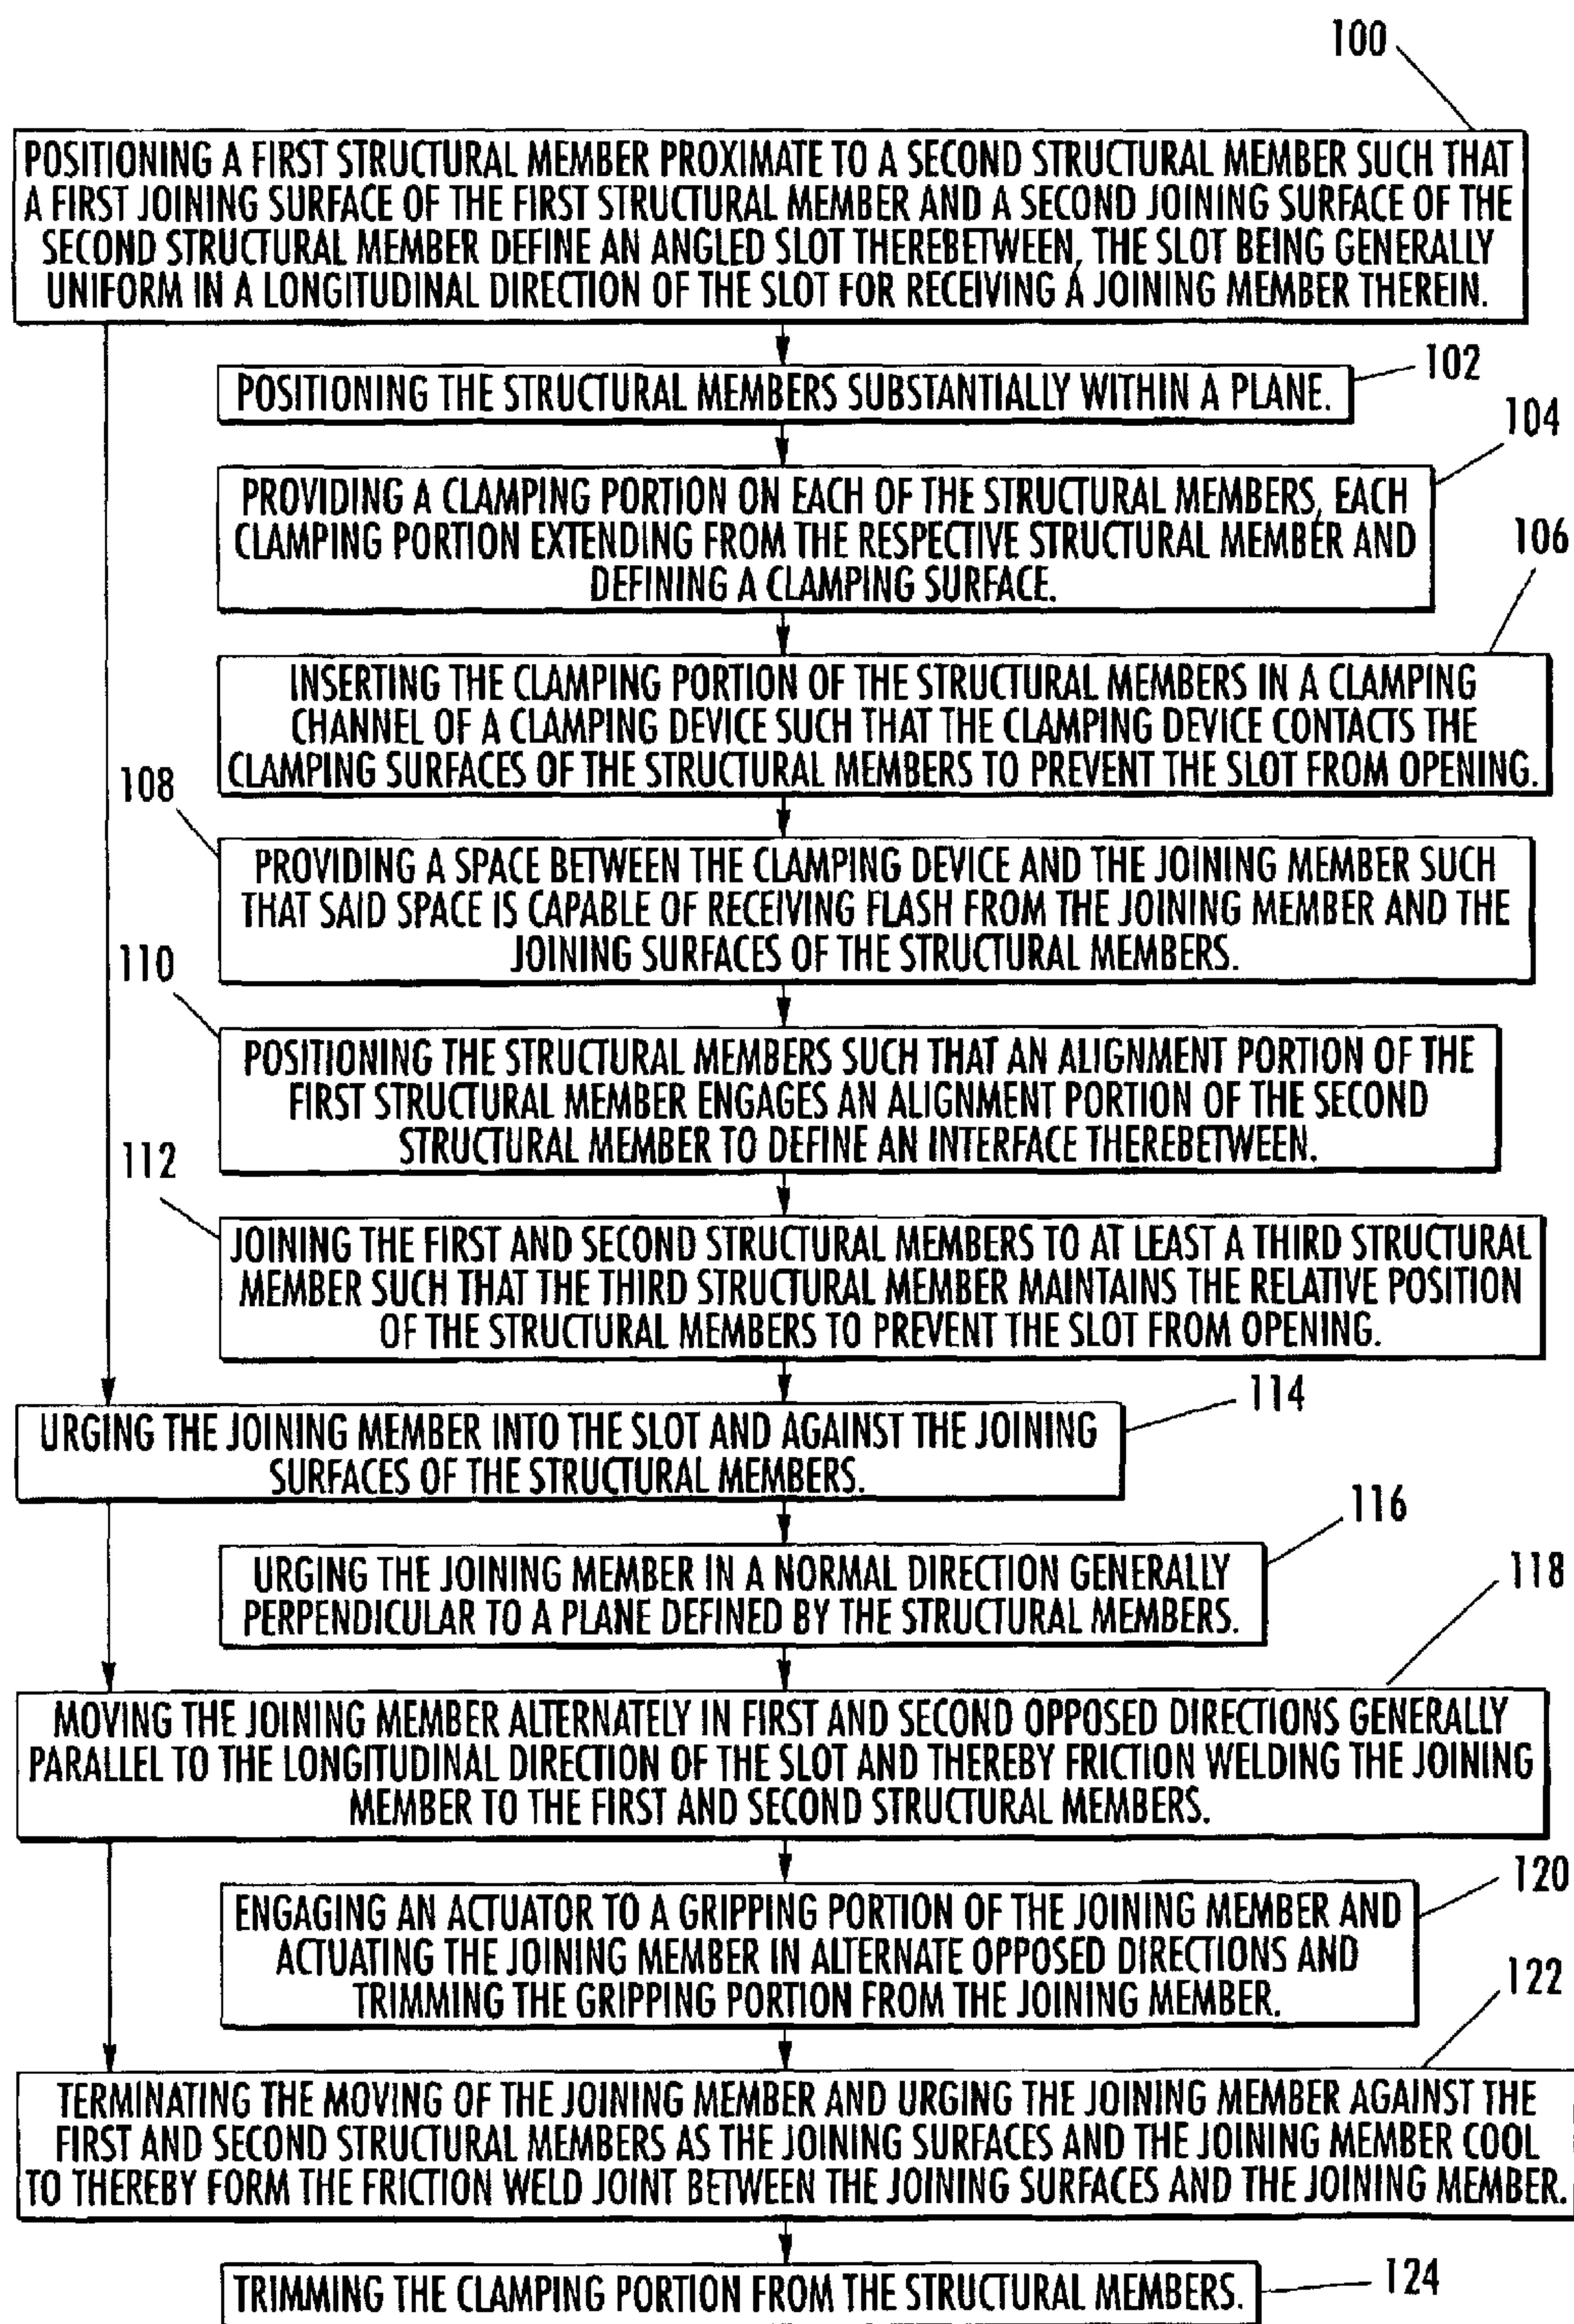 100
POSITIONING A FIRST STRUCTURAL MEMBER PROXIMATE TO A SECOND STRUCTURAL MEMBER SUCH THAT
A FIRST JOINING SURFACE OF THE FIRST STRUCTURAL MEMBER AND A SECOND JOINING SURFACE OF THE
SECOND STRUCTURAL MEMBER DEFINE AN ANGLED SLOT THEREBETWEEN, THE SLOT BEING GENERALLY
UNIFORM IN A LONGITUDINAL DIRECTION OF THE SLOT FOR RECEIVING A JOINING MEMBER THEREIN.
102
POSITIONING THE STRUCTURAL MEMBERS SUBSTANTIALLY WITHIN A PLANE.
104
PROVIDING A CLAMPING PORTION ON EACH OF THE STRUCTURAL MEMBERS, EACH
CLAMPING PORTION EXTENDING FROM THE RESPECTIVE STRUCTURAL MEMBER AND
DEFINING A CLAMPING SURFACE.
106
INSERTING THE CLAMPING PORTION OF THE STRUCTURAL MEMBERS IN A CLAMPING
CHANNEL OF A CLAMPING DEVICE SUCH THAT THE CLAMPING DEVICE CONTACTS THE
CLAMPING SURFACES OF THE STRUCTURAL MEMBERS TO PREVENT THE SLOT FROM OPENING.
108
PROVIDING A SPACE BETWEEN THE CLAMPING DEVICE AND THE JOINING MEMBER SUCH
THAT SAID SPACE IS CAPABLE OF RECEIVING FLASH FROM THE JOINING MEMBER AND THE
JOINING SURFACES OF THE STRUCTURAL MEMBERS.
110
POSITIONING THE STRUCTURAL MEMBERS SUCH THAT AN ALIGNMENT PORTION OF THE
FIRST STRUCTURAL MEMBER ENGAGES AN ALIGNMENT PORTION OF THE SECOND
STRUCTURAL MEMBER TO DEFINE AN INTERFACE THEREBETWEEN.
112
JOINING THE FIRST AND SECOND STRUCTURAL MEMBERS TO AT LEAST A THIRD STRUCTURAL
MEMBER SUCH THAT THE THIRD STRUCTURAL MEMBER MAINTAINS THE RELATIVE POSITION
OF THE STRUCTURAL MEMBERS TO PREVENT THE SLOT FROM OPENING.
114
URGING THE JOINING MEMBER INTO THE SLOT AND AGAINST THE JOINING
SURFACES OF THE STRUCTURAL MEMBERS.
116
URGING THE JOINING MEMBER IN A NORMAL DIRECTION GENERALLY
PERPENDICULAR TO A PLANE DEFINED BY THE STRUCTURAL MEMBERS.
118
MOVING THE JOINING MEMBER ALTERNATELY IN FIRST AND SECOND OPPOSED DIRECTIONS GENERALLY
PARALLEL TO THE LONGITUDINAL DIRECTION OF THE SLOT AND THEREBY FRICTION WELDING THE JOINING
MEMBER TO THE FIRST AND SECOND STRUCTURAL MEMBERS.
120
ENGAGING AN ACTUATOR TO A GRIPPING PORTION OF THE JOINING MEMBER AND
ACTUATING THE JOINING MEMBER IN ALTERNATE OPPOSED DIRECTIONS AND
TRIMMING THE GRIPPING PORTION FROM THE JOINING MEMBER.
122
TERMINATING THE MOVING OF THE JOINING MEMBER AND URGING THE JOINING MEMBER AGAINST THE
FIRST AND SECOND STRUCTURAL MEMBERS AS THE JOINING SURFACES AND THE JOINING MEMBER COOL
TO THEREBY FORM THE FRICTION WELD JOINT BETWEEN THE JOINING SURFACES AND THE JOINING MEMBER.
TRIMMING THE CLAMPING PORTION FROM THE STRUCTURAL MEMBERS.
124